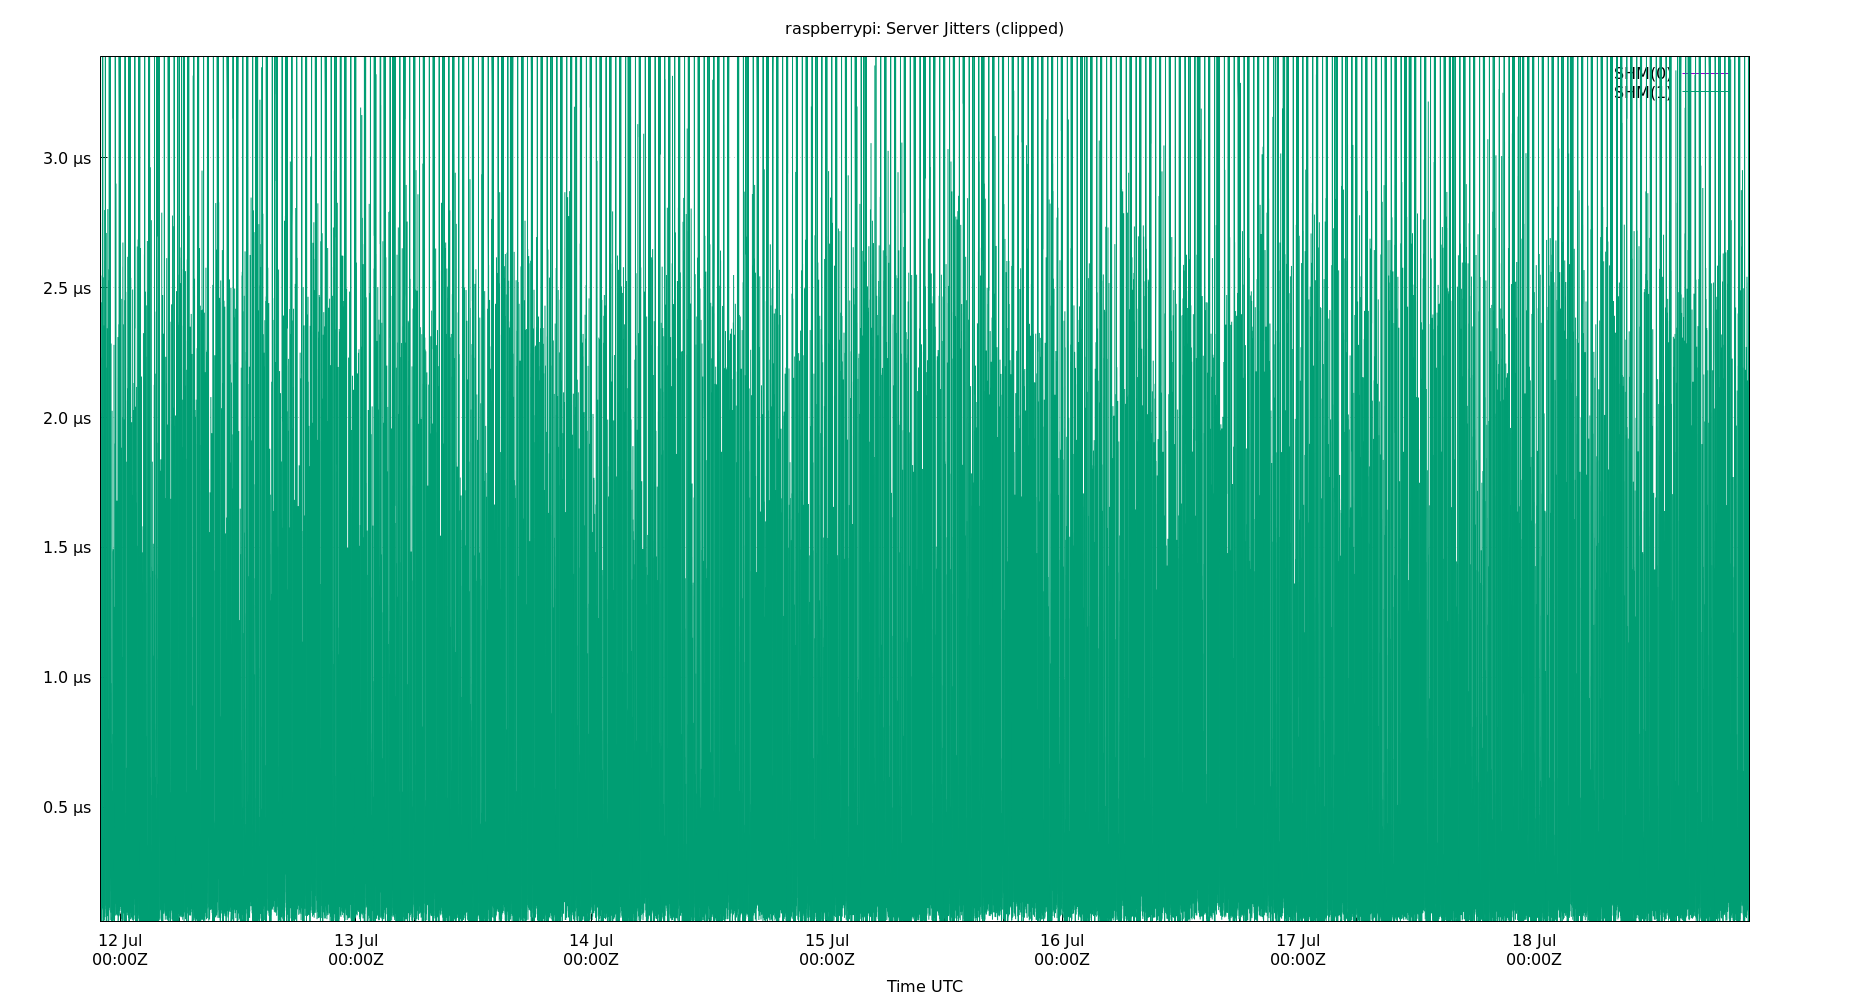 raspberrypi: Server Jitters (clipped)
SHM(0)
SHM(1)
3.0 µs
2.5 µs
2.0 µs
1.5 µs
1.0 µs
0.5 µs
12 Jul 13 Jul 14 Jul 15 Jul 16 Jul 17 Jul 18 Jul
00:00Z 00:00Z 00:00Z 00:00Z 00:00Z 00:00Z 00:00Z
Time UTC